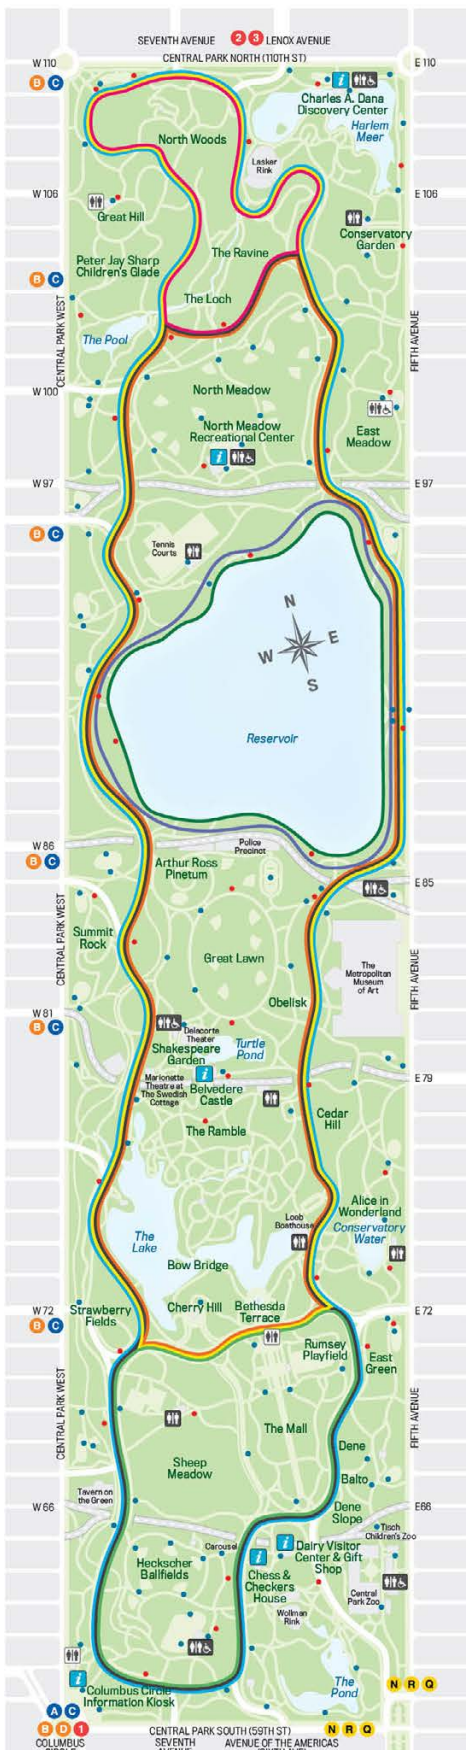 SEVENTH AVENUE 2 3 LENOX AVENUE
CENTRAL PARK NORTH (110TH ST)
W 110
E 110
B C
Charles A. Dana
Discovery Center
Harlem
Meer
North Woods
Lasker
Rink
W 106
E 106
Great Hill
Conservatory
Garden
The Ravine
Peter Jay Sharp
Children's Glade
B C
The Loch
CENTRAL PARK WEST
FIFTH AVENUE
The Pool
W 100
North Meadow
North Meadow
Recreational Center
East
Meadow
W 97
E 97
B C
Tennis
Courts
N
W
E
S
Reservoir
W 86
B C
Police
Precinct
Arthur Ross
Pinetum
E 85
Summit
Rock
CENTRAL PARK WEST
FIFTH AVENUE
Great Lawn
The
Metropolitan
Museum
of Art
Obelisk
W 81
B C
Delacorte
Theater
Shakespeare
Garden
Turtle
Pond
Marionette
Theatre at
The Swedish
Cottage
Belvedere
Castle
E 79
Cedar
Hill
The Ramble
Alice in
Wonderland
Loeb
Boathouse
Conservatory
Water
The
Lake
Bow Bridge
W 72
B C
Strawberry
Fields
Cherry Hill
Bethesda
Terrace
E 72
Rumsey
Playfield
East
Green
CENTRAL PARK WEST
FIFTH AVENUE
The Mall
Dene
Sheep
Meadow
Balto
Tavern on
the Green
W 66
Dene
Slope
E66
Tisch
Children's Zoo
Carousel
Dairy Visitor
Center & Gift
Shop
Heckscher
Ballfields
Chess &
Checkers
House
Central
Park Zoo
Wollman
Rink
The
Pond
N R Q
Columbus Circle
Information Kiosk
A C
B D 1
CENTRAL PARK SOUTH (59TH ST)
N R Q
COLUMBUS
SEVENTH
AVENUE OF THE AMERICAS